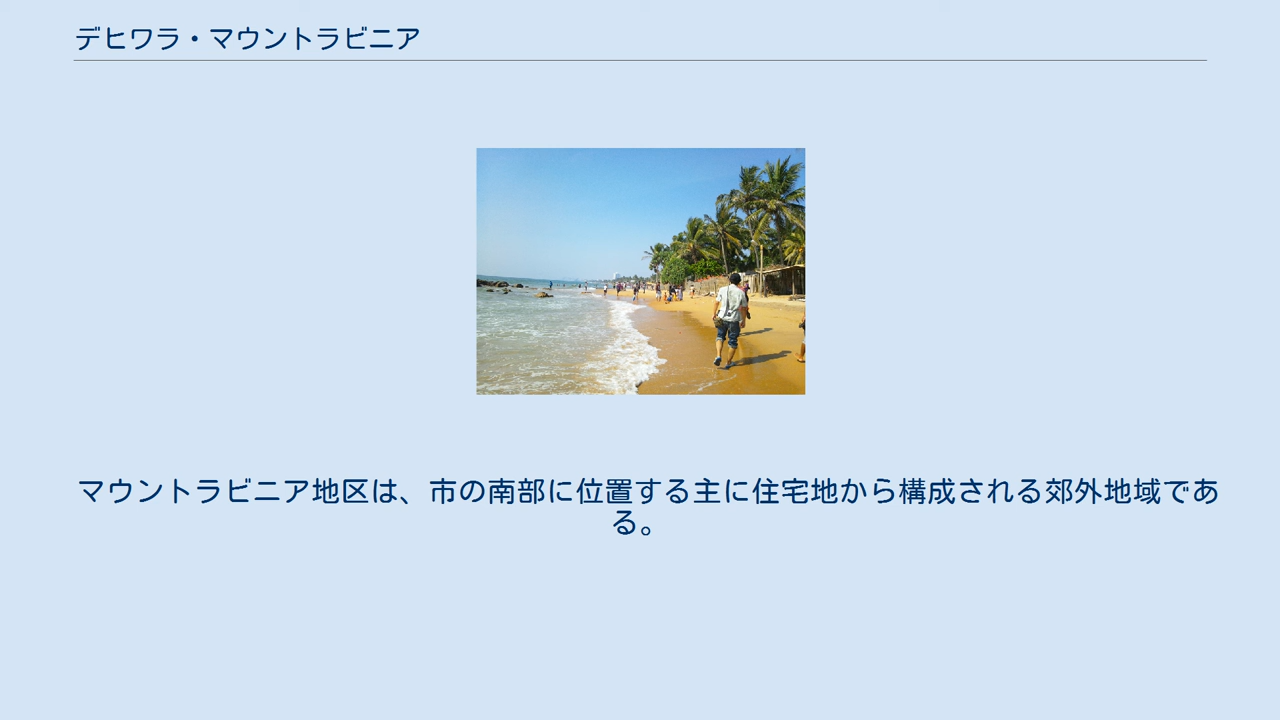 デヒワラ・マウントラビニア
マウントラビニア地区は、市の南部に位置する主に住宅地から構成される郊外地域であ
る。